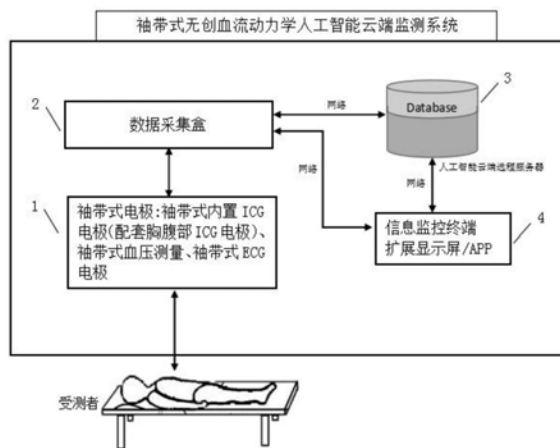 袖带式无创血流动力学人工智能云端监测系统
2
数据采集盒
网络
Database
3
网络
人工智能云端远程服务器
网络
1
袖带式电极:袖带式内置ICG
电极(配套胸腹部ICG电极)、
袖带式血压测量、袖带式ECG
电极
信息监控终端
扩展显示屏/APP
4
受测者